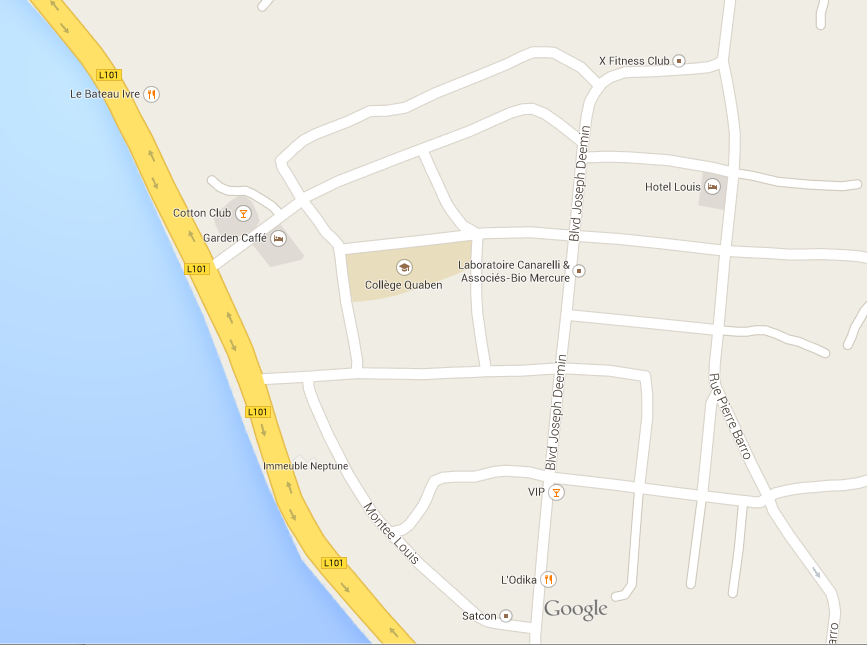 X Fitness Club
L101
Le Bateau Ivre
Blvd Joseph Deemin
Hotel Louis
Cotton Club
Garden Caffé
L101
Laboratoire Canarelli &
Associés-Bio Mercure
Collège Quaben
Blvd Joseph Deemin
Rue Pierre Barro
L101
Immeuble Neptune
VIP
Montee Louis
L101
L'Odika
Google
Satcon
arro